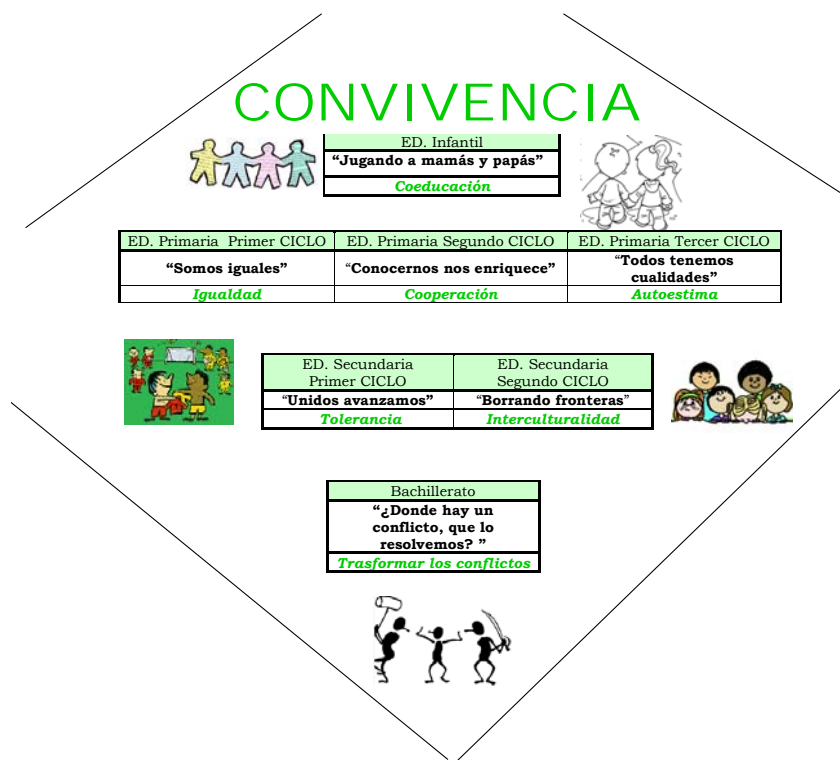 CONVIVENCIA
ED. Infantil
“Jugando a mamás y papás”
Coeducación
ED. Primaria Primer CICLO
“Somos iguales”
Igualdad
ED. Primaria Segundo CICLO
“Conocernos nos enriquece”
Cooperación
ED. Primaria Tercer CICLO
“Todos tenemos
cualidades”
Autoestima
ED. Secundaria
Primer CICLO
“Unidos avanzamos”
Tolerancia
ED. Secundaria
Segundo CICLO
“Borrando fronteras”
Interculturalidad
Bachillerato
“¿Donde hay un
conflicto, que lo
resolvemos? ”
Trasformar los conflictos